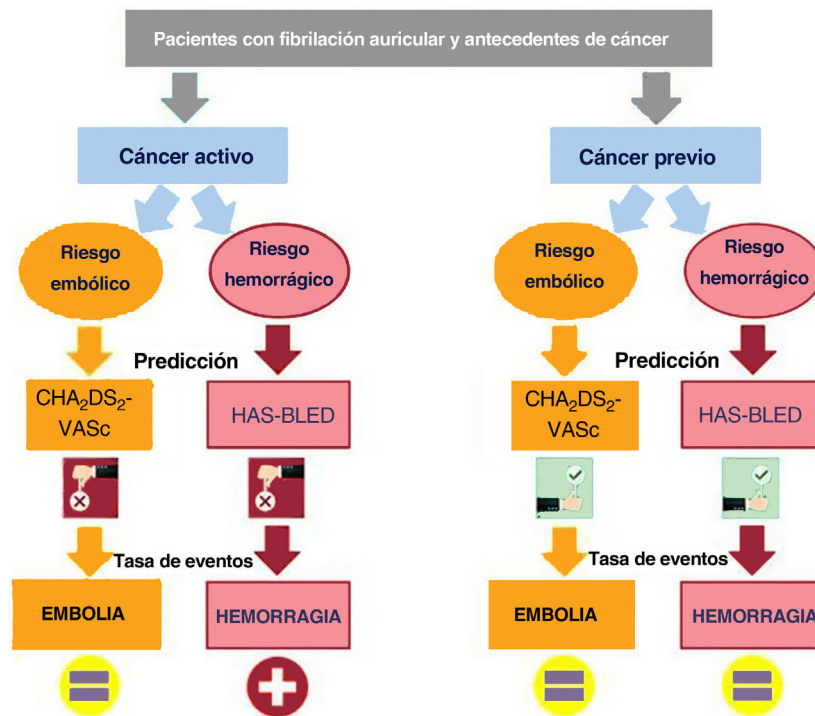 Pacientes con fibrilación auricular y antecedentes de cáncer
Cáncer activo
Cáncer previo
Riesgo
embólico
Riesgo
hemorrágico
Riesgo
embólico
Riesgo
hemorrágico
Predicción
Predicción
CHA₂DS₂-
VASc
HAS-BLED
CHA₂DS₂-
VASc
HAS-BLED
Tasa de eventos
Tasa de eventos
EMBOLIA
HEMORRAGIA
EMBOLIA
HEMORRAGIA